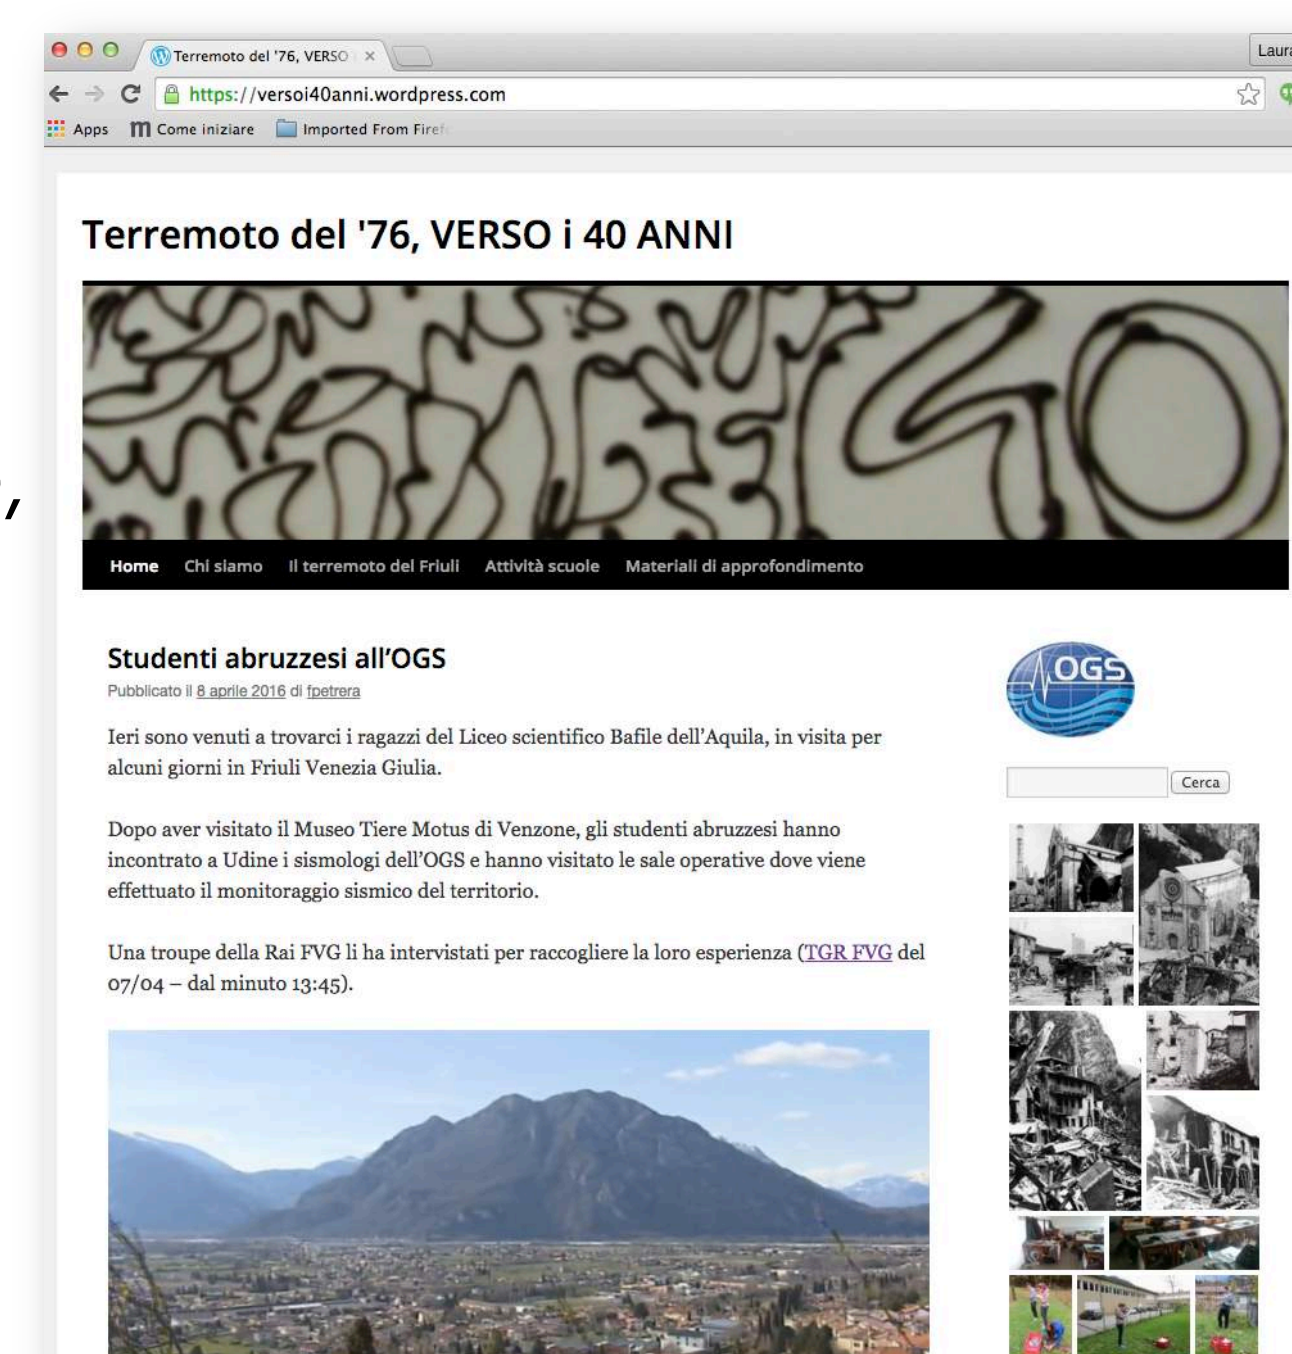 Terremoto del '76, VERSO
Laura
https://versoi40anni.wordpress.com
Apps Come iniziare Imported From Firef
Terremoto del '76, VERSO i 40 ANNI
40
Home Chi siamo Il terremoto del Friuli Attività scuole Materiali di approfondimento
Studenti abruzzesi all'OGS
Pubblicato il 8 aprile 2016 di fpetrera
OGS
Ieri sono venuti a trovarci i ragazzi del Liceo scientifico Bafile dell'Aquila, in visita per
alcuni giorni in Friuli Venezia Giulia.
Cerca
Dopo aver visitato il Museo Tiere Motus di Venzone, gli studenti abruzzesi hanno
incontrato a Udine i sismologi dell'OGS e hanno visitato le sale operative dove viene
effettuato il monitoraggio sismico del territorio.
Una troupe della Rai FVG li ha intervistati per raccogliere la loro esperienza (TGR FVG del
07/04 – dal minuto 13:45).